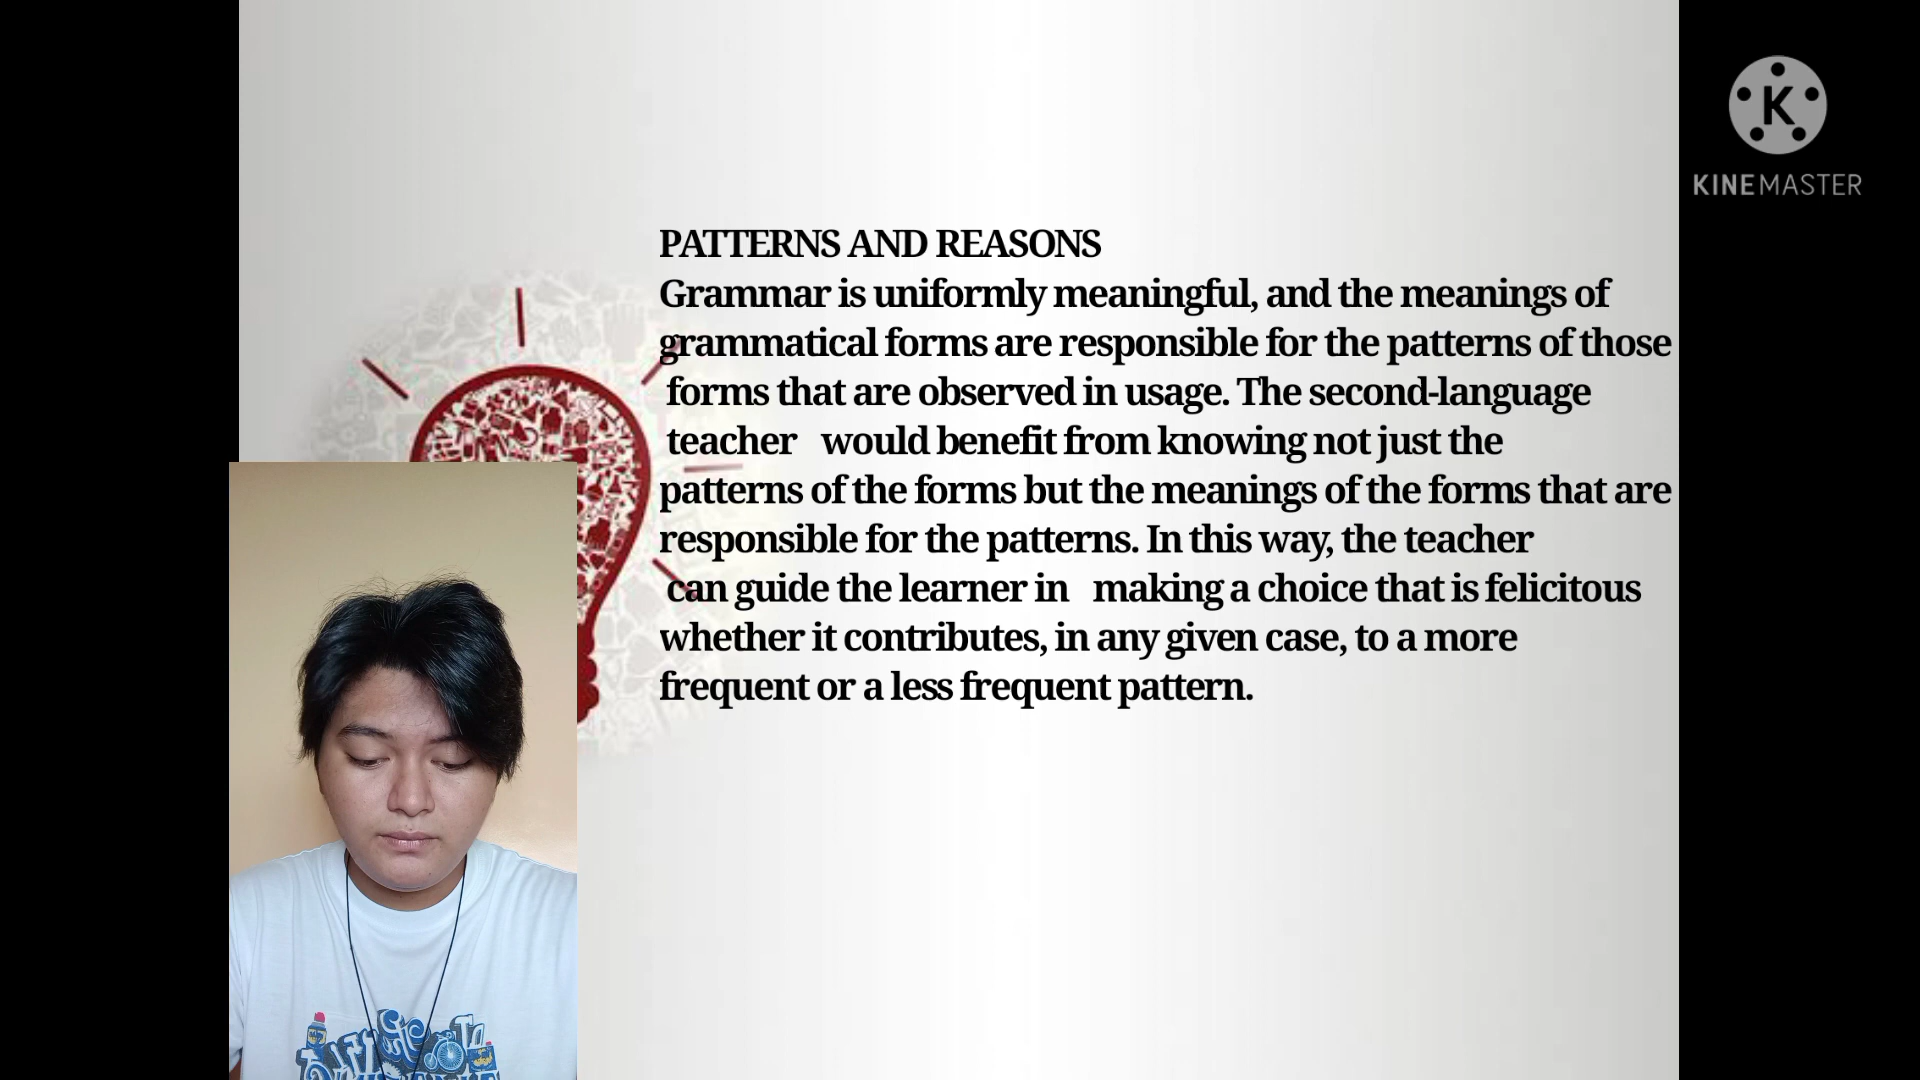 KINEMASTER
PATTERNS AND REASONS
Grammar is uniformly meaningful, and the meanings of
grammatical forms are responsible for the patterns of those
forms that are observed in usage. The second-language
teacher would benefit from knowing not just the
patterns of the forms but the meanings of the forms that are
responsible for the patterns. In this way, the teacher
can guide the learner in making a choice that is felicitous
whether it contributes, in any given case, to a more
frequent or a less frequent pattern.